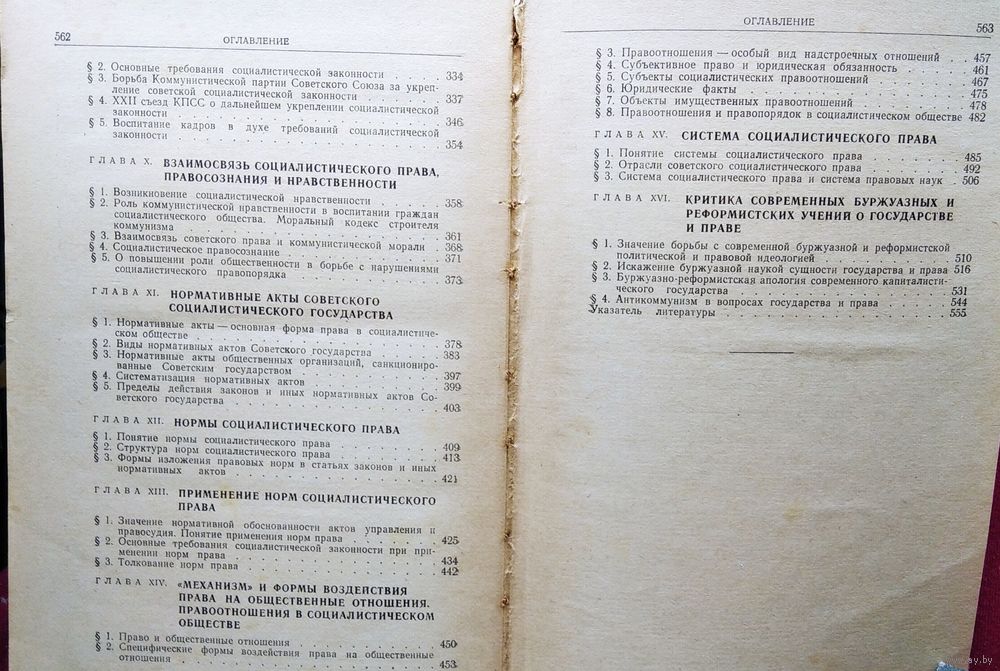 562
ОГЛАВЛЕНИЕ
§ 2. Основные требования социалистической законности . . . . 334
§ 3. Борьба Коммунистической партии Советского Союза за укреп-
ление советской социалистической законности . . . . . . . 337
§ 4. XXII съезд КПСС о дальнейшем укреплении социалистической
законности . . . . . . . . . . . . . . . . . . . . . . . . 346
§ 5. Воспитание кадров в духе требований социалистической
законности . . . . . . . . . . . . . . . . . . . . . . . . 354
ГЛАВА X. ВЗАИМОСВЯЗЬ СОЦИАЛИСТИЧЕСКОГО ПРАВА,
ПРАВОСОЗНАНИЯ И НРАВСТВЕННОСТИ
§ 1. Возникновение социалистической нравственности . . . . . . 358
§ 2. Роль коммунистической нравственности в воспитании граждан
социалистического общества. Моральный кодекс строителя
коммунизма . . . . . . . . . . . . . . . . . . . . . . . . 361
§ 3. Взаимосвязь советского права и коммунистической морали . 368
§ 4. Социалистическое правосознание . . . . . . . . . . . . . . 371
§ 5. О повышении роли общественности в борьбе с нарушениями
социалистического правопорядка . . . . . . . . . . . . . . 373
ГЛАВА XI. НОРМАТИВНЫЕ АКТЫ СОВЕТСКОГО
СОЦИАЛИСТИЧЕСКОГО ГОСУДАРСТВА
§ 1. Нормативные акты — основная форма права в социалистиче-
ском обществе . . . . . . . . . . . . . . . . . . . . . . . 378
§ 2. Виды нормативных актов Советского государства . . . . . . 383
§ 3. Нормативные акты общественных организаций, санкциониро-
ванные Советским государством . . . . . . . . . . . . . . . 397
§ 4. Систематизация нормативных актов . . . . . . . . . . . . . 399
§ 5. Пределы действия законов и иных нормативных актов Со-
ветского государства . . . . . . . . . . . . . . . . . . . 403
ГЛАВА XII. НОРМЫ СОЦИАЛИСТИЧЕСКОГО ПРАВА
§ 1. Понятие нормы социалистического права . . . . . . . . . . 409
§ 2. Структура норм социалистического права . . . . . . . . . . 413
§ 3. Формы изложения правовых норм в статьях законов и иных
нормативных актов . . . . . . . . . . . . . . . . . . . . . 421
ГЛАВА XIII. ПРИМЕНЕНИЕ НОРМ СОЦИАЛИСТИЧЕСКОГО
ПРАВА
§ 1. Значение нормативной обоснованности актов управления и
правосудия. Понятие применения норм права . . . . . . . . 425
§ 2. Основные требования социалистической законности при при-
менении норм права . . . . . . . . . . . . . . . . . . . . 434
§ 3. Толкование норм права . . . . . . . . . . . . . . . . . . . 442
ГЛАВА XIV. «МЕХАНИЗМ» И ФОРМЫ ВОЗДЕЙСТВИЯ
ПРАВА НА ОБЩЕСТВЕННЫЕ ОТНОШЕНИЯ.
ПРАВООТНОШЕНИЯ В СОЦИАЛИСТИЧЕСКОМ
ОБЩЕСТВЕ
§ 1. Право и общественные отношения . . . . . . . . . . . . . . 450
§ 2. Специфические формы воздействия права на общественные
отношения . . . . . . . . . . . . . . . . . . . . . . . . . 453
ОГЛАВЛЕНИЕ
563
§ 3. Правоотношения — особый вид надстроечных отношений . . 457
§ 4. Субъективное право и юридическая обязанность . . . . . . 461
§ 5. Субъекты социалистических правоотношений . . . . . . . . 467
§ 6. Юридические факты . . . . . . . . . . . . . . . . . . . . . 475
§ 7. Объекты имущественных правоотношений . . . . . . . . . . 478
§ 8. Правоотношения и правопорядок в социалистическом обществе 482
ГЛАВА XV. СИСТЕМА СОЦИАЛИСТИЧЕСКОГО ПРАВА
§ 1. Понятие системы социалистического права . . . . . . . . . 485
§ 2. Отрасли советского социалистического права . . . . . . . . 492
§ 3. Система социалистического права и система правовых наук . 506
ГЛАВА XVI. КРИТИКА СОВРЕМЕННЫХ БУРЖУАЗНЫХ И
РЕФОРМИСТСКИХ УЧЕНИЙ О ГОСУДАРСТВЕ
И ПРАВЕ
§ 1. Значение борьбы с современной буржуазной и реформистской
политической и правовой идеологией . . . . . . . . . . . . 510
§ 2. Искажение буржуазной наукой сущности государства и права 516
§ 3. Буржуазно-реформистская апология современного капиталисти-
ческого государства . . . . . . . . . . . . . . . . . . . . 531
§ 4. Антикоммунизм в вопросах государства и права . . . . . . 544
Указатель литературы . . . . . . . . . . . . . . . . . . . . . 555